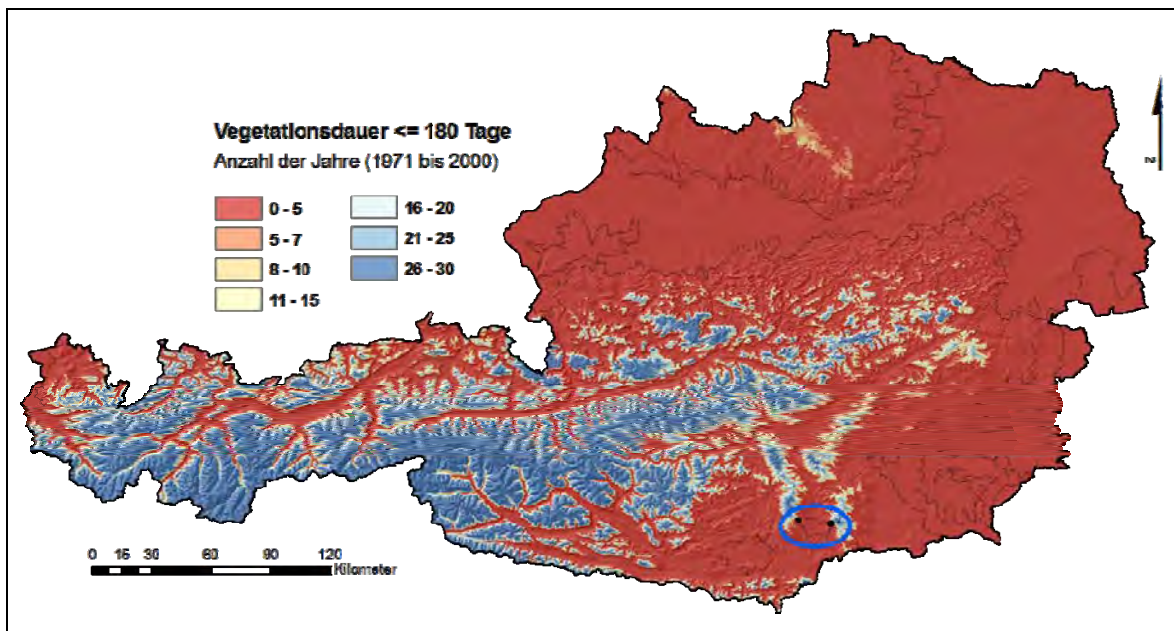 Vegetationsdauer <= 180 Tage
Anzahl der Jahre (1971 bis 2000)
0 - 5
5 - 7
8 - 10
11 - 15
16 - 20
21 - 25
26 - 30
N
0 15 30 60 90 120
Kilometer